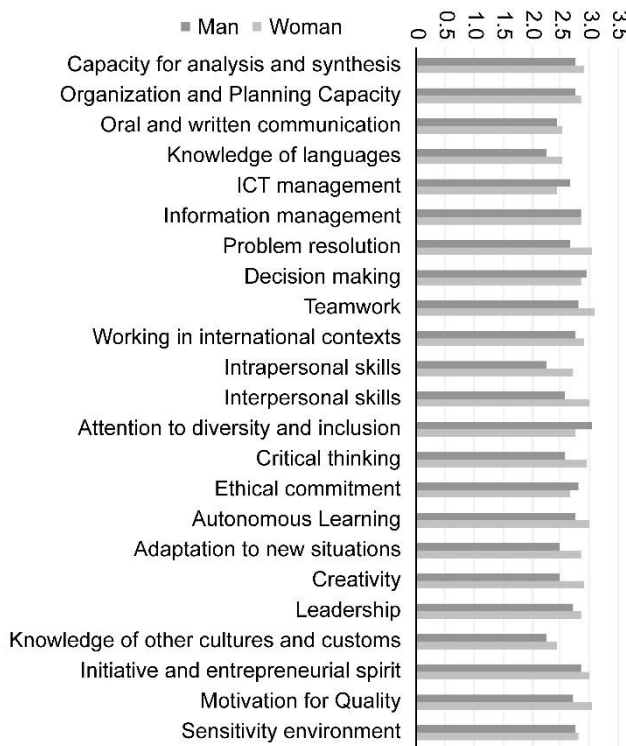 Man Woman
0 0.5 1.0 1.5 2.0 2.5 3.0 3.5
Capacity for analysis and synthesis
Organization and Planning Capacity
Oral and written communication
Knowledge of languages
ICT management
Information management
Problem resolution
Decision making
Teamwork
Working in international contexts
Intrapersonal skills
Interpersonal skills
Attention to diversity and inclusion
Critical thinking
Ethical commitment
Autonomous Learning
Adaptation to new situations
Creativity
Leadership
Knowledge of other cultures and customs
Initiative and entrepreneurial spirit
Motivation for Quality
Sensitivity environment